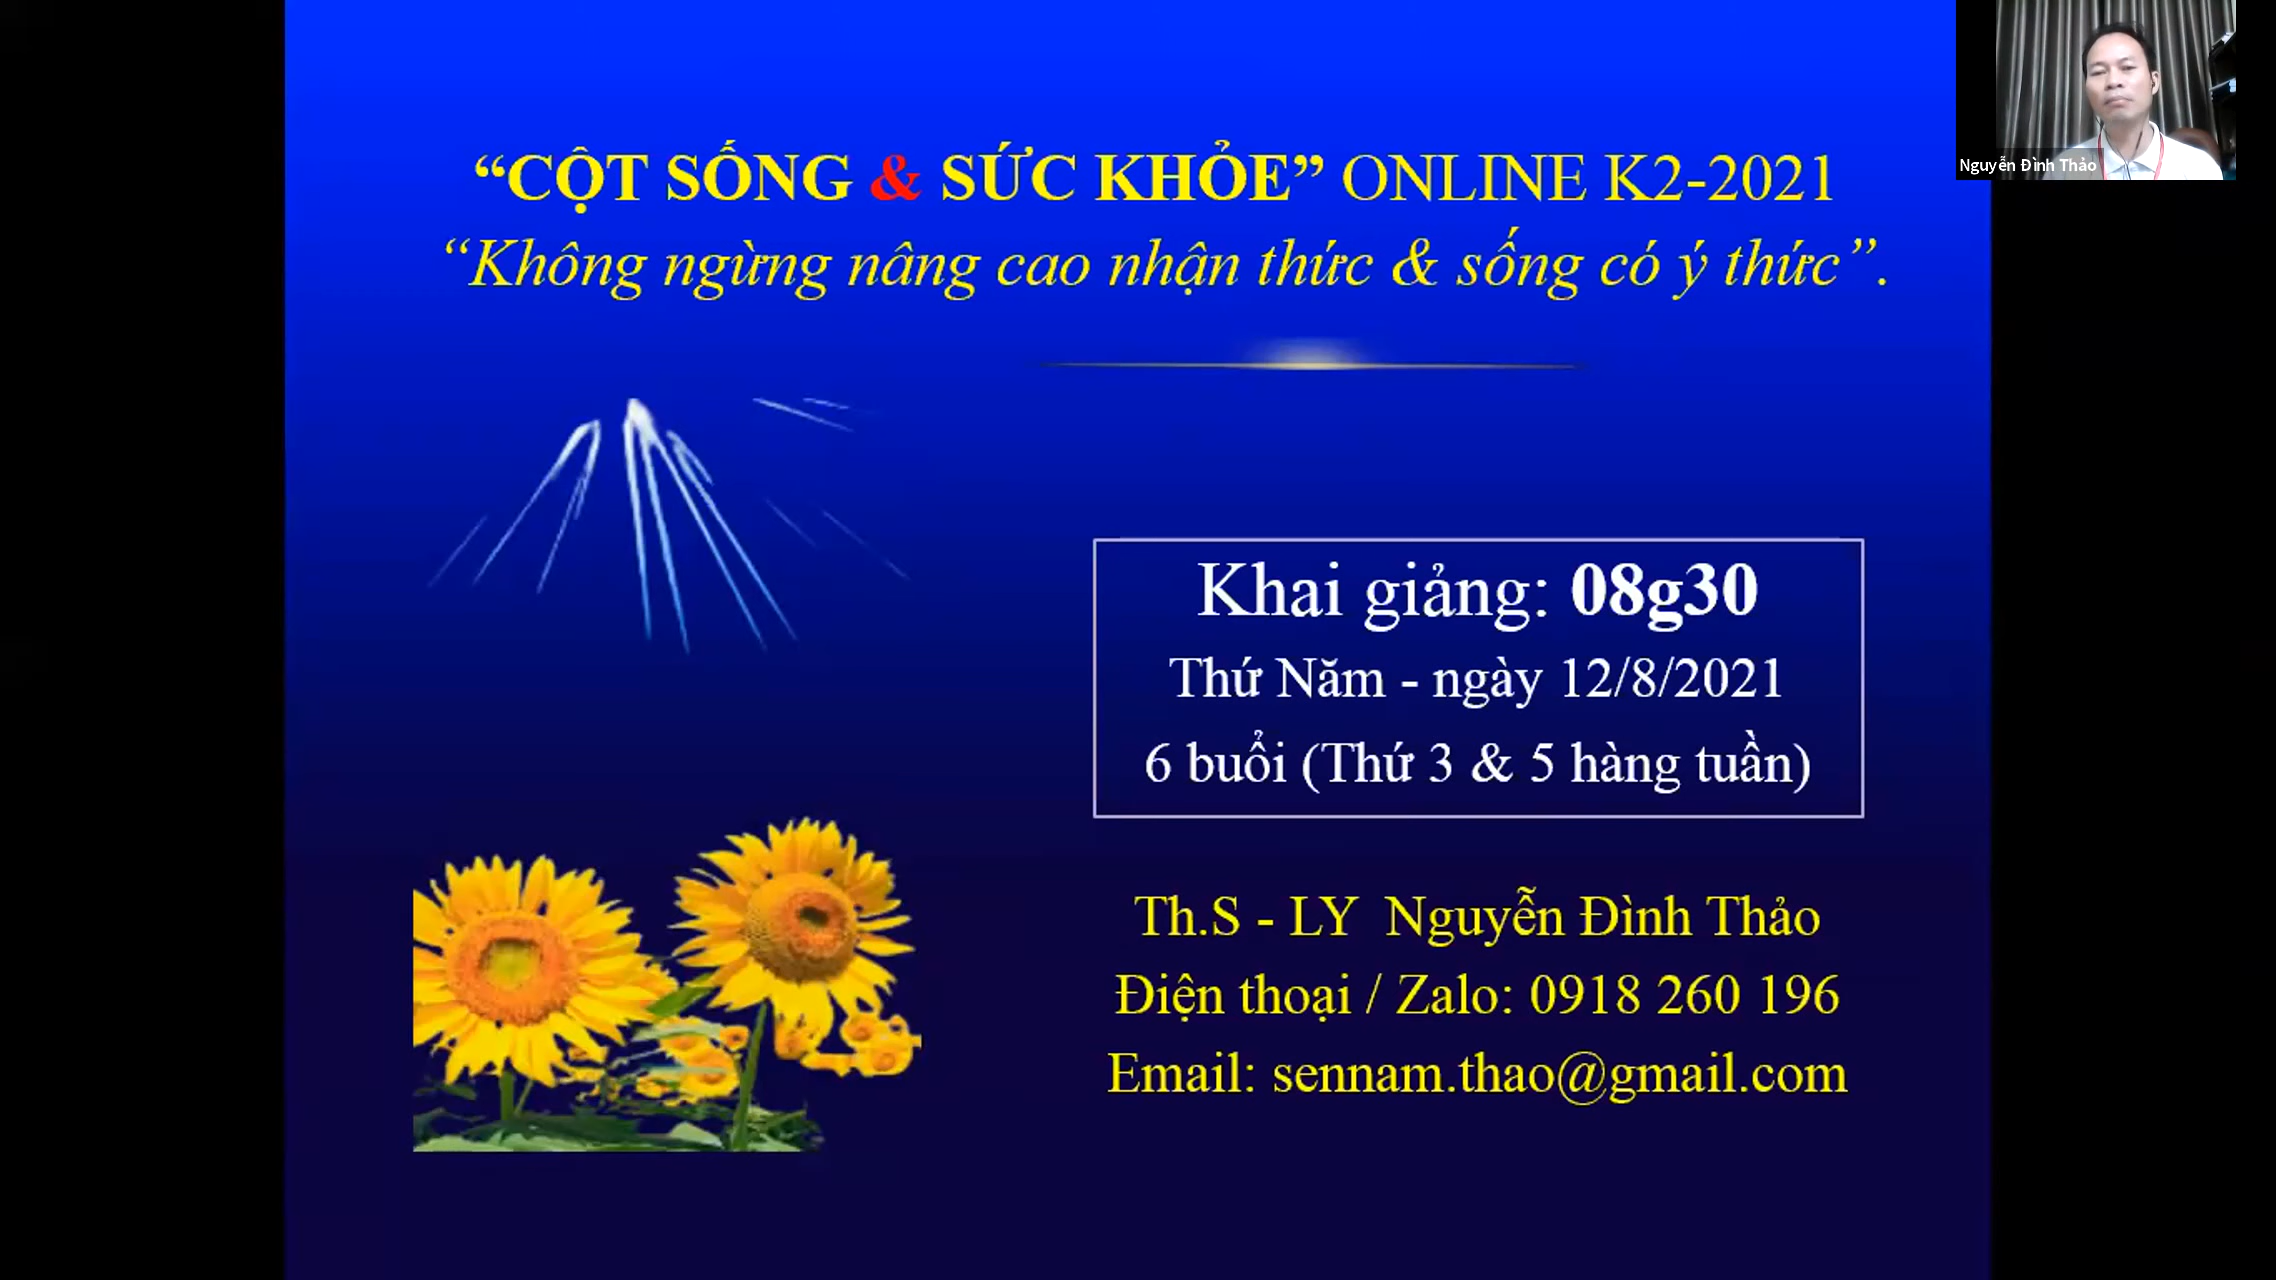 “CỘT SỐNG & SỨC KHỎE” ONLINE K2-2021
“Không ngừng nâng cao nhận thức & sống có ý thức”.
Khai giảng: 08g30
Thứ Năm - ngày 12/8/2021
6 buổi (Thứ 3 & 5 hàng tuần)
Th.S - LY Nguyễn Đình Thảo
Điện thoại / Zalo: 0918 260 196
Email: sennam.thao@gmail.com
Nguyễn Đình Thảo